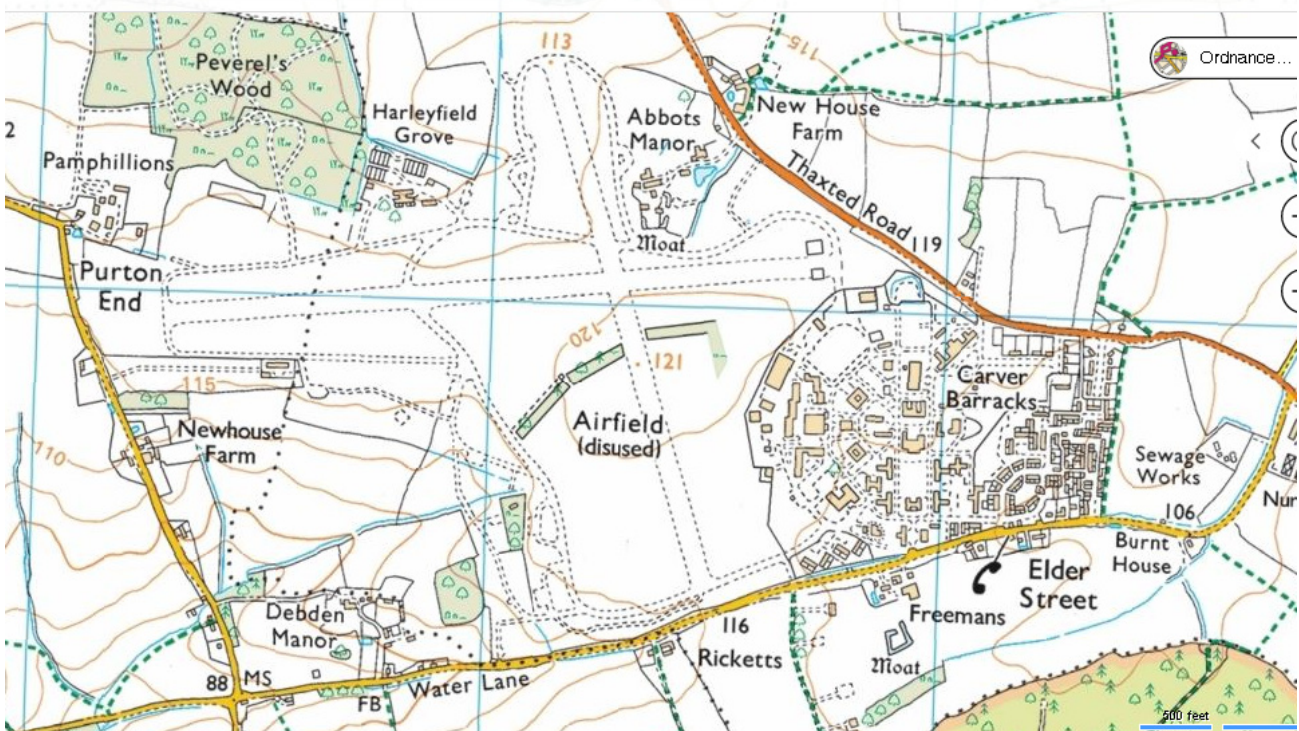 113
115
Ordnance...
Peverel's
Wood
Harleyfield
Grove
Abbots
Manor
New House
Farm
2
Pamphillions
Thaxted Road
119
Moat
Purton
End
120
121
115
Carver
Barracks
Airfield
(disused)
Newhouse
Farm
110
Sewage
Works
Nur
106
Burnt
House
Elder
Street
Debden
Manor
Freemans
116
Ricketts
Moat
88
MS
Water Lane
FB
500 feet